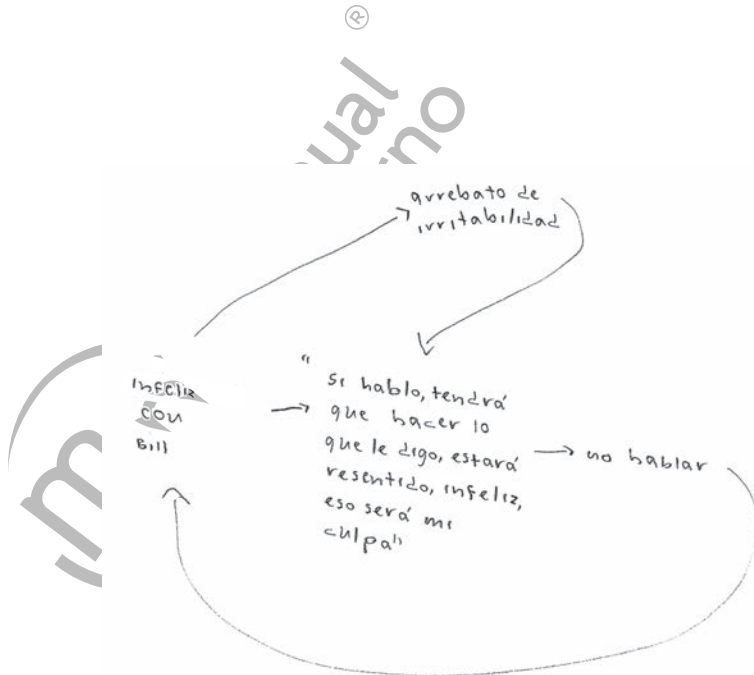 ®
arrebato de
irritabilidad
infeliz
con
Bill
"
si hablo, tendrá
que hacer lo
que le digo, estará
resentido, infeliz,
eso será mi
culpa"
no hablar